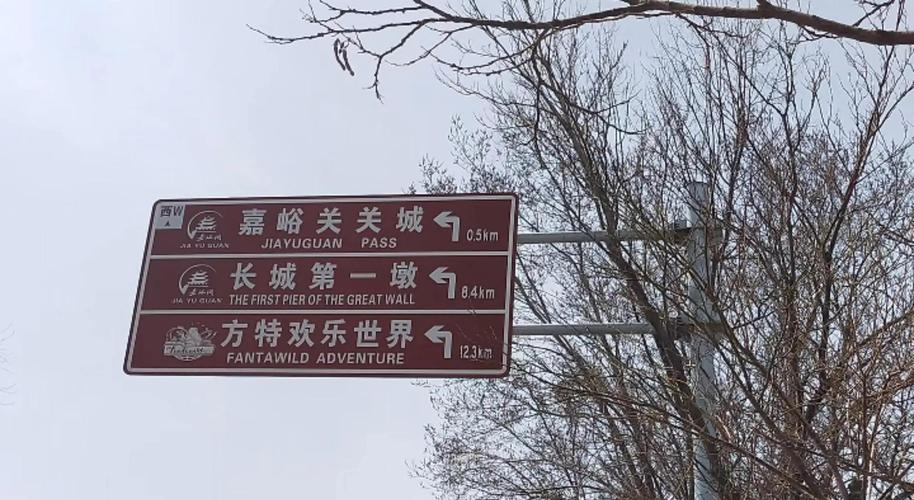 西W
嘉峪关关城
0.5km
JIA YU GUAN
JIAYUGUAN PASS
长城第一墩
8.4km
JIA YU GUAN
THE FIRST PIER OF THE GREAT WALL
方特欢乐世界
12.3km
FANTAWILD ADVENTURE